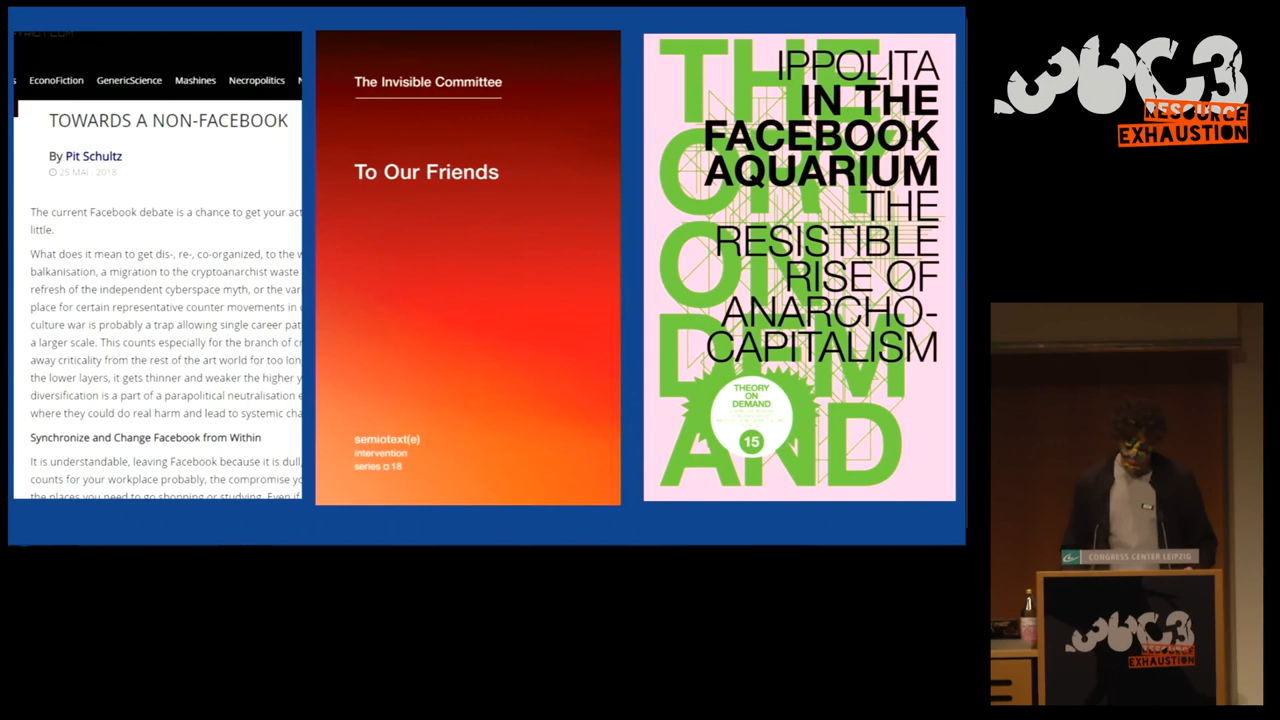 EconoFiction GenericScience Mashines Necropolitics
TOWARDS A NON-FACEBOOK
By Pit Schultz
25 MAI , 2018
The current Facebook debate is a chance to get your act
little.
What does it mean to get dis-, re-, co-organized, to the
balkanisation, a migration to the cryptoanarchist waste
refresh of the independent cyberspace myth, or the
place for certain representative counter movements in
culture war is probably a trap allowing single career
a larger scale. This counts especially for the branch of
away criticality from the rest of the art world for too
the lower layers, it gets thinner and weaker the higher
diversification is a part of a parapolitical neutralisation
where they could do real harm and lead to systemic
Synchronize and Change Facebook from Within
It is understandable, leaving Facebook because it is dull,
counts for your workplace probably, the compromise
the places you need to go shopping or studying. Even if
The Invisible Committee
To Our Friends
semiotext(e)
intervention
series ¤ 18
THE
ORY
ON
DEM
AND
IPPOLITA
IN THE
FACEBOOK
AQUARIUM
THE
RESISTIBLE
RISE OF
ANARCHO-
CAPITALISM
THEORY
ON
DEMAND
15
36C3
RESOURCE
EXHAUSTION
CONGRESS CENTER LEIPZIG
36C3
RESOURCE
EXHAUSTION